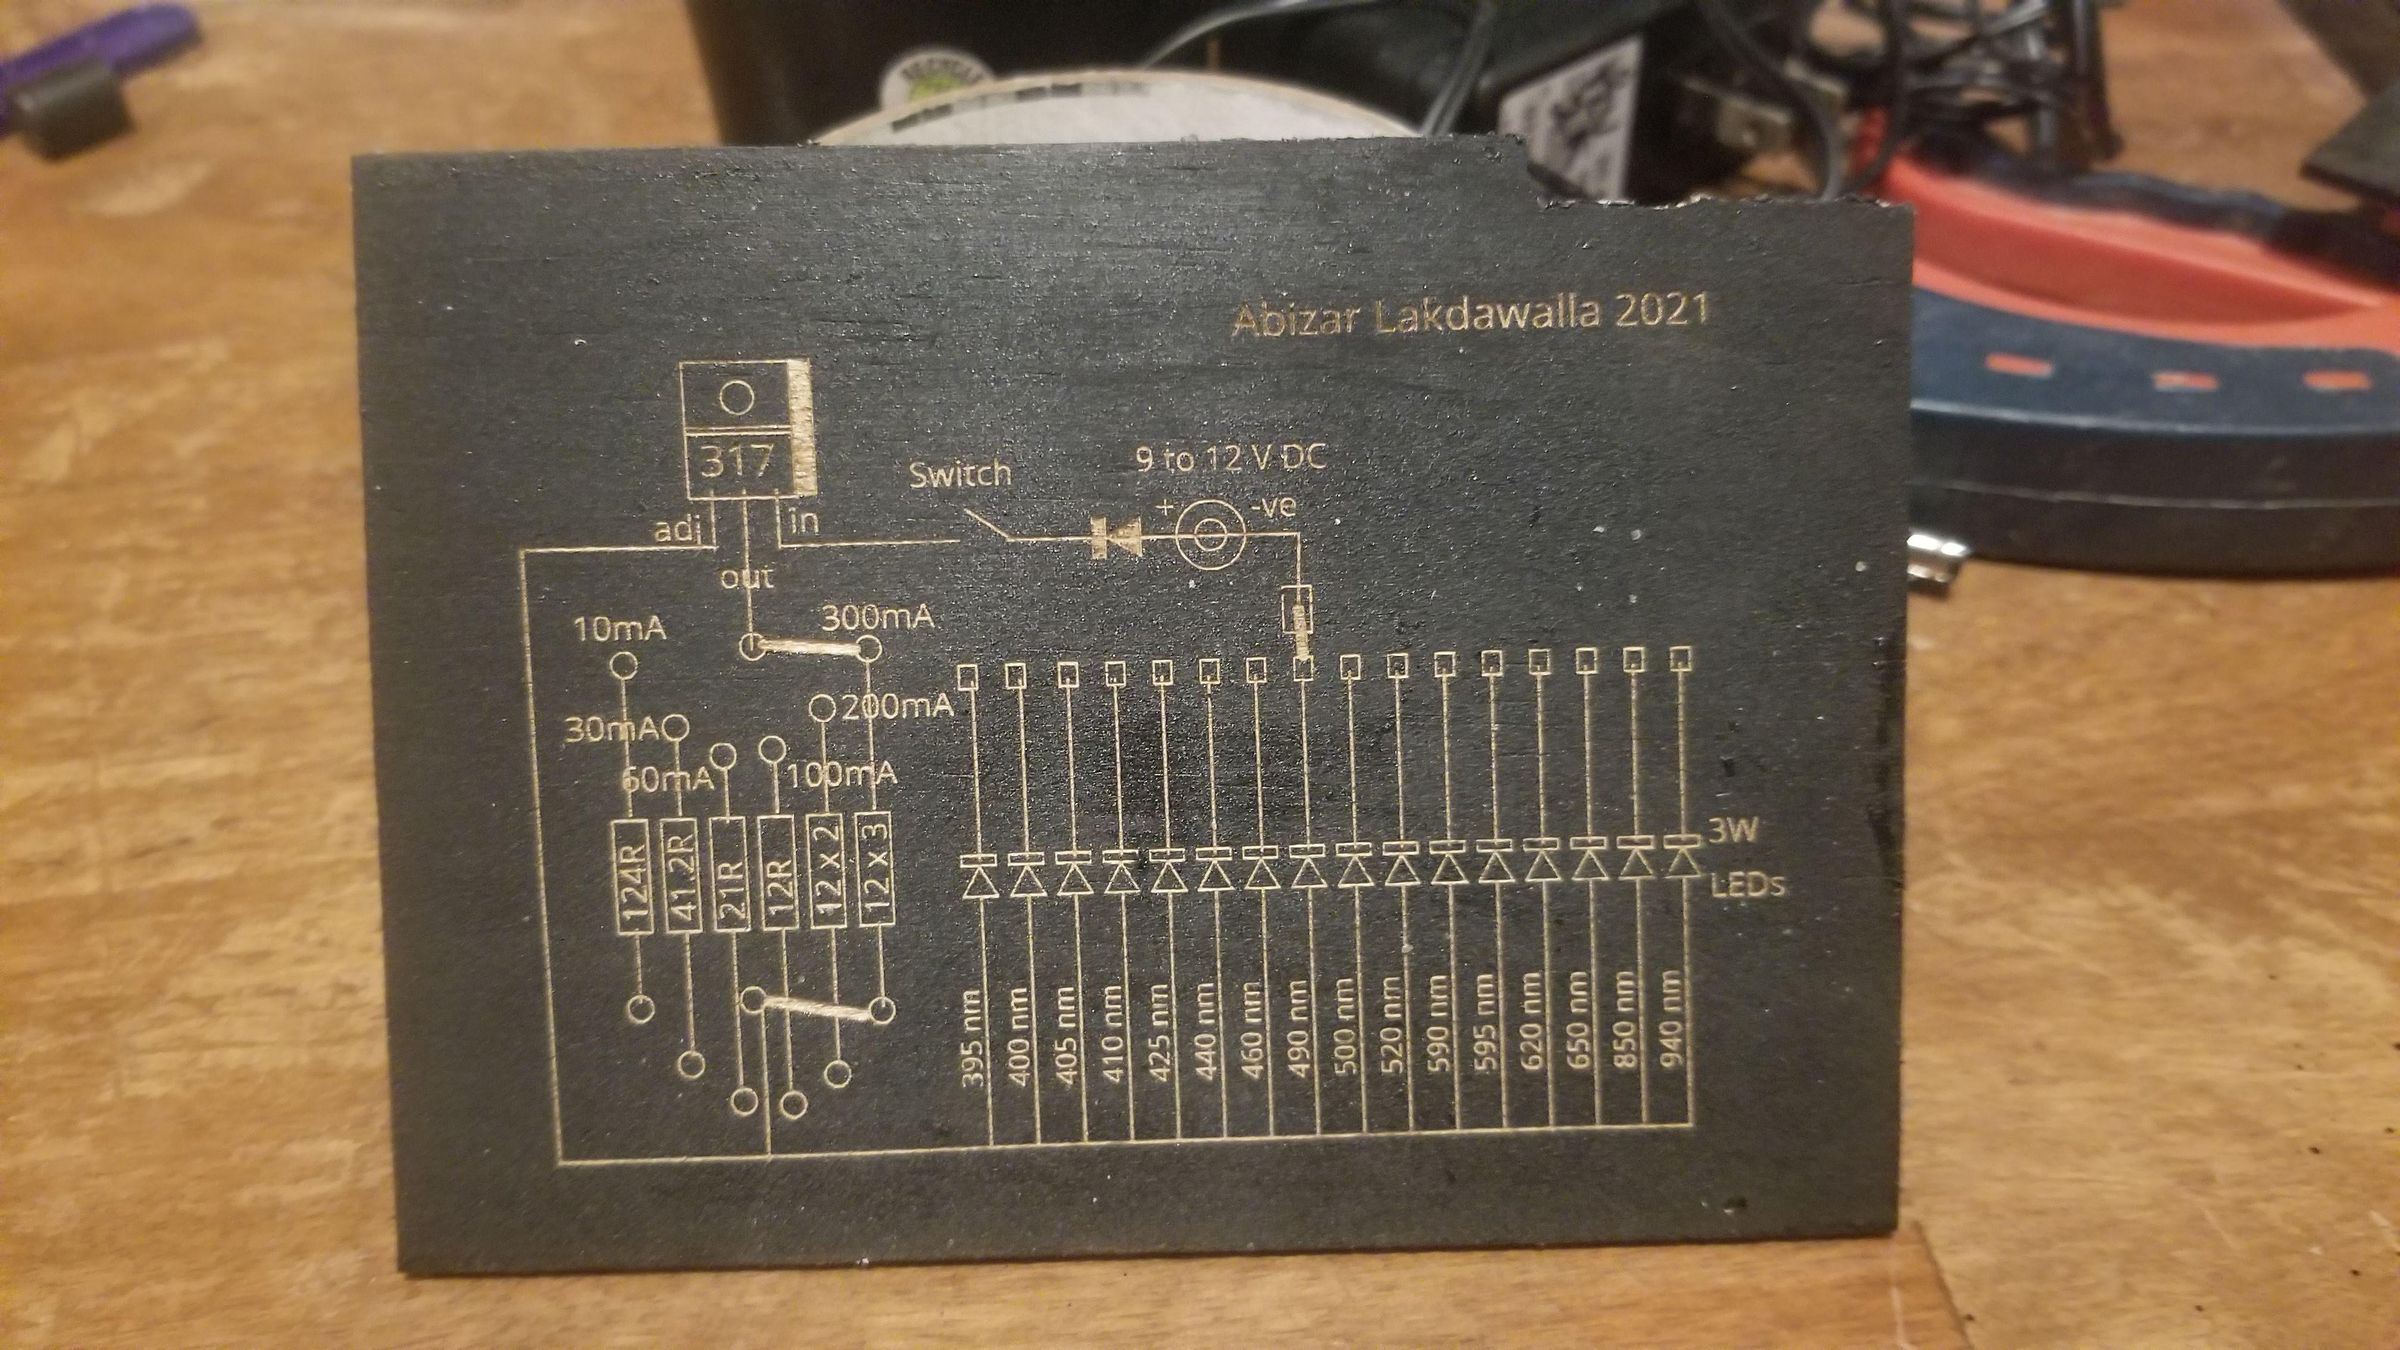 RECYCLE
Abizar Lakdawalla 2021
317
Switch
9 to 12 V DC
+
-ve
adj
in
out
10mA
300mA
30mA
200mA
60mA
100mA
124R
41.2R
21R
12R
12 x 2
12 x 3
3W
LEDs
395 nm
400 nm
405 nm
410 nm
425 nm
440 nm
460 nm
490 nm
500 nm
520 nm
590 nm
595 nm
620 nm
650 nm
850 nm
940 nm